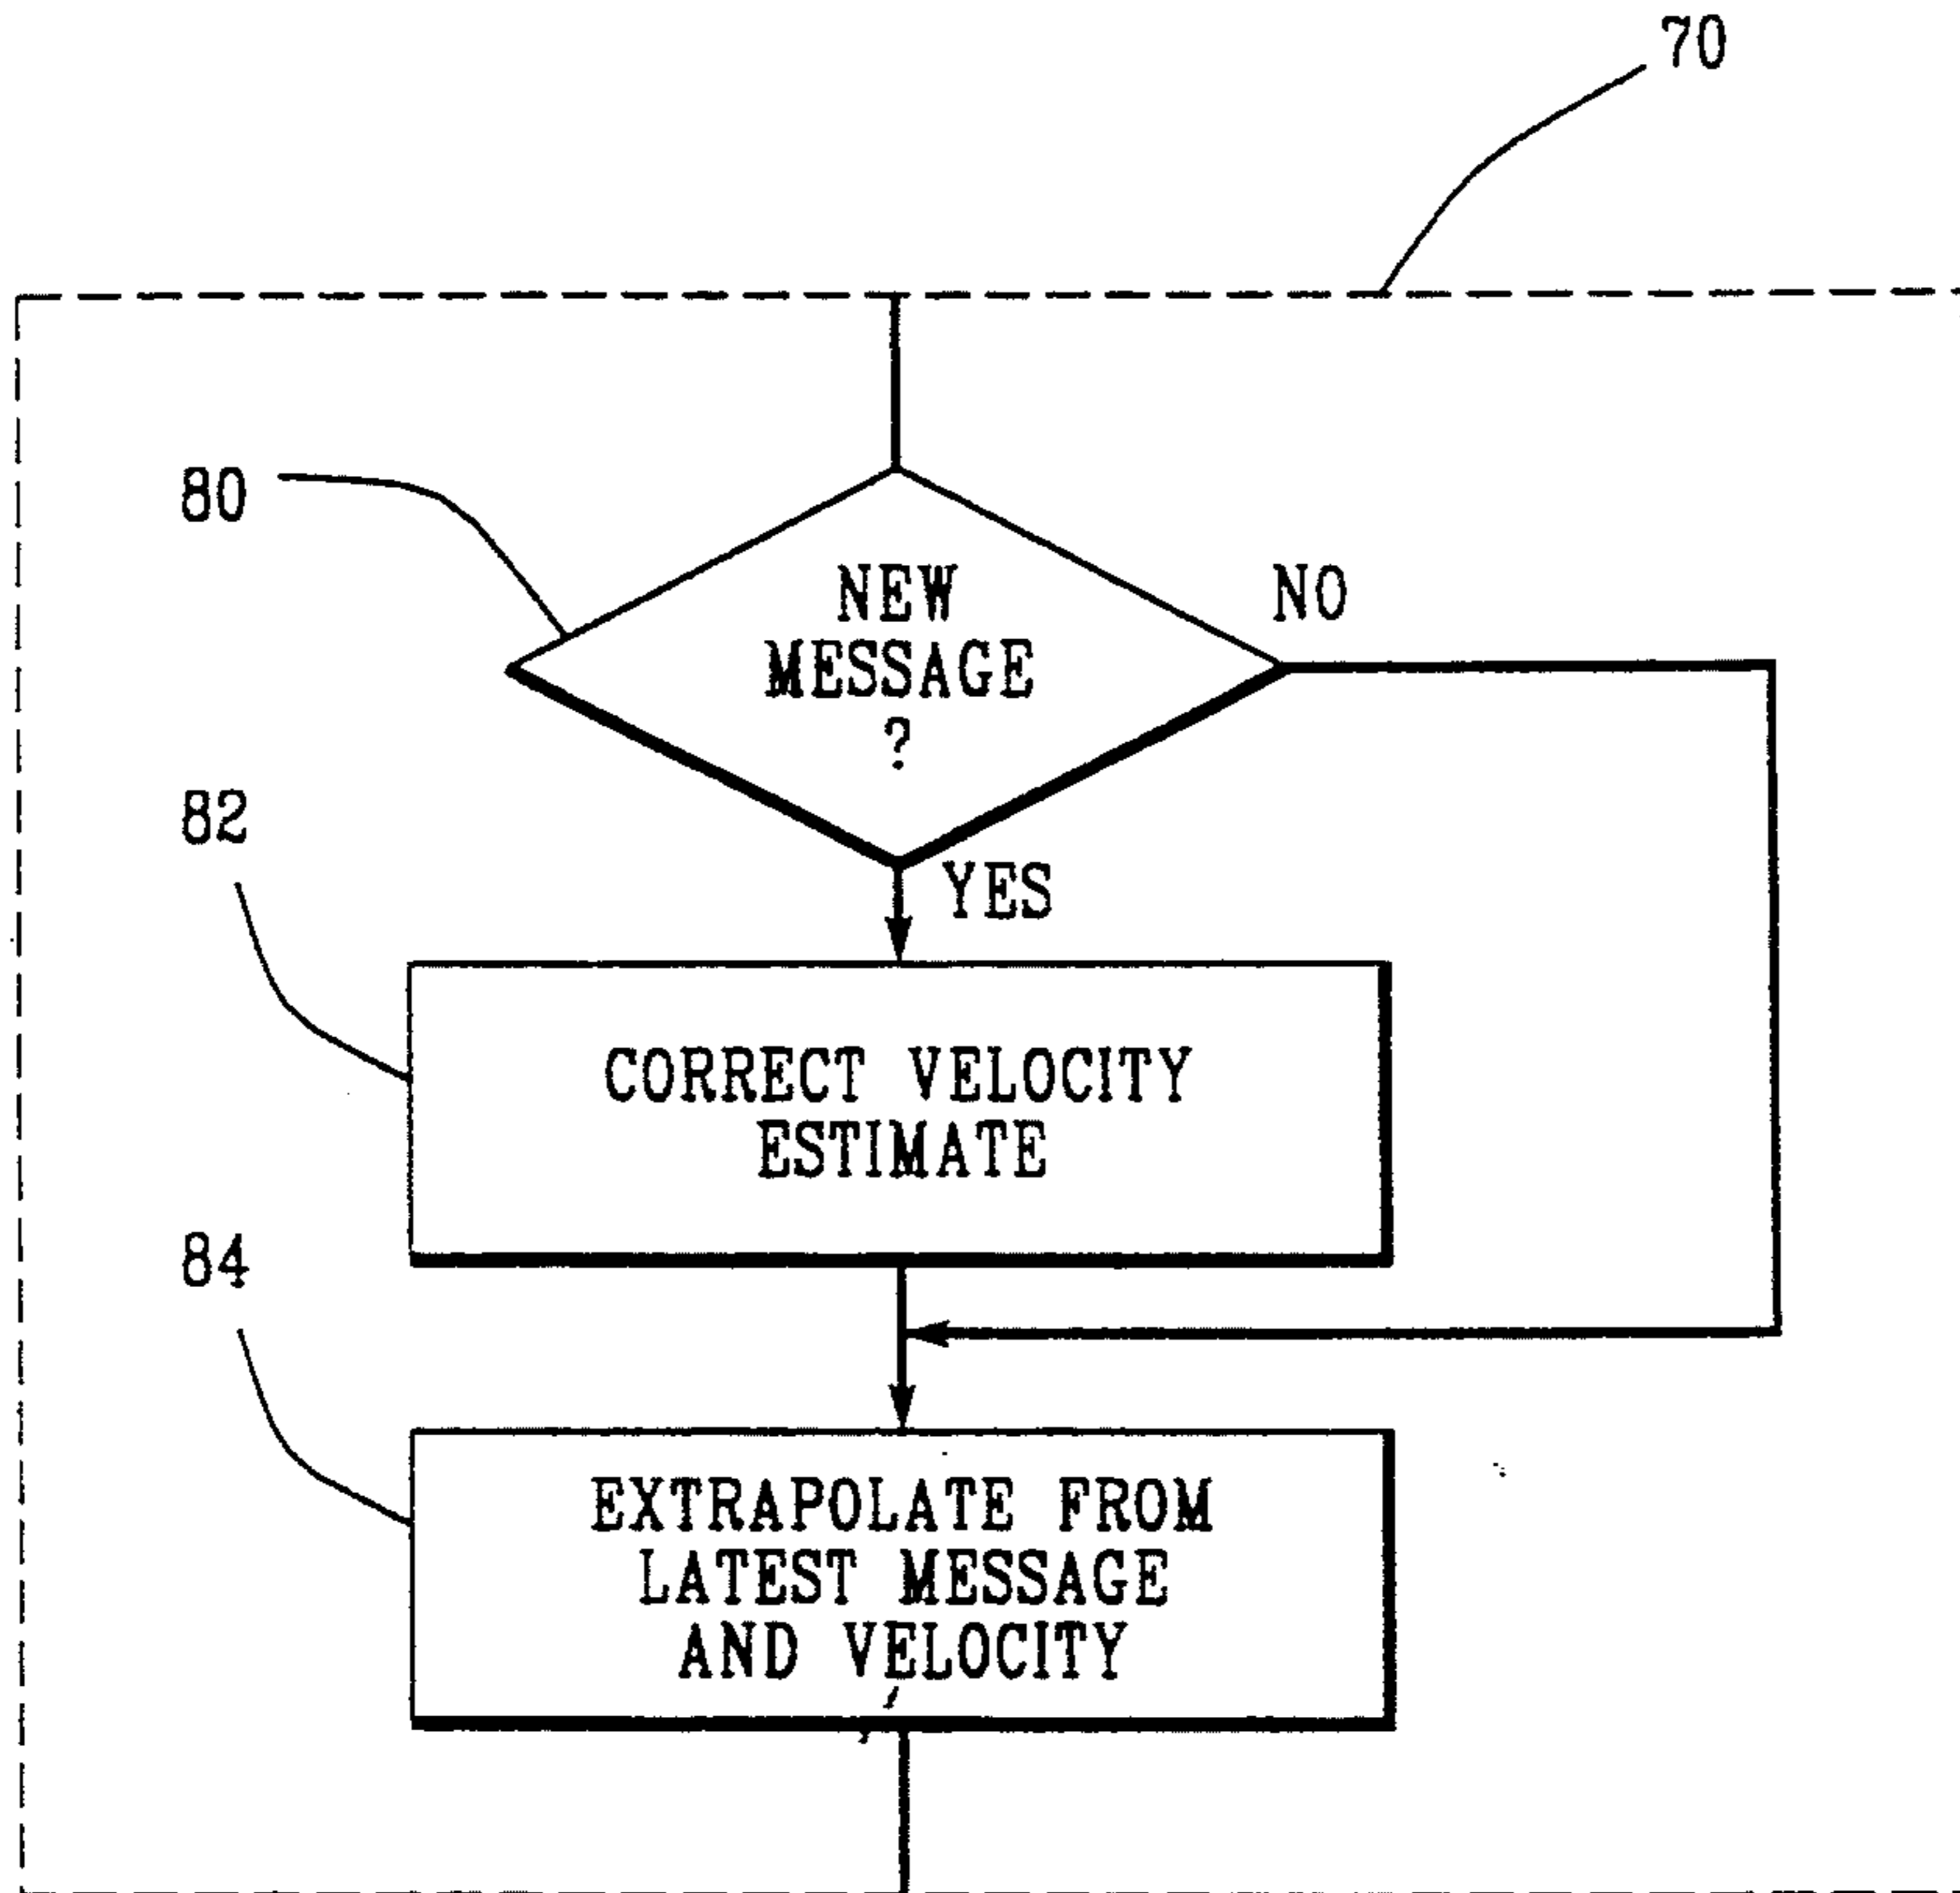 70
80
NEW
MESSAGE
?
NO
82
YES
CORRECT VELOCITY
ESTIMATE
84
EXTRAPOLATE FROM
LATEST MESSAGE
AND VELOCITY